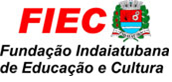 FIEC
Fundação Indaiatubana
de Educação e Cultura